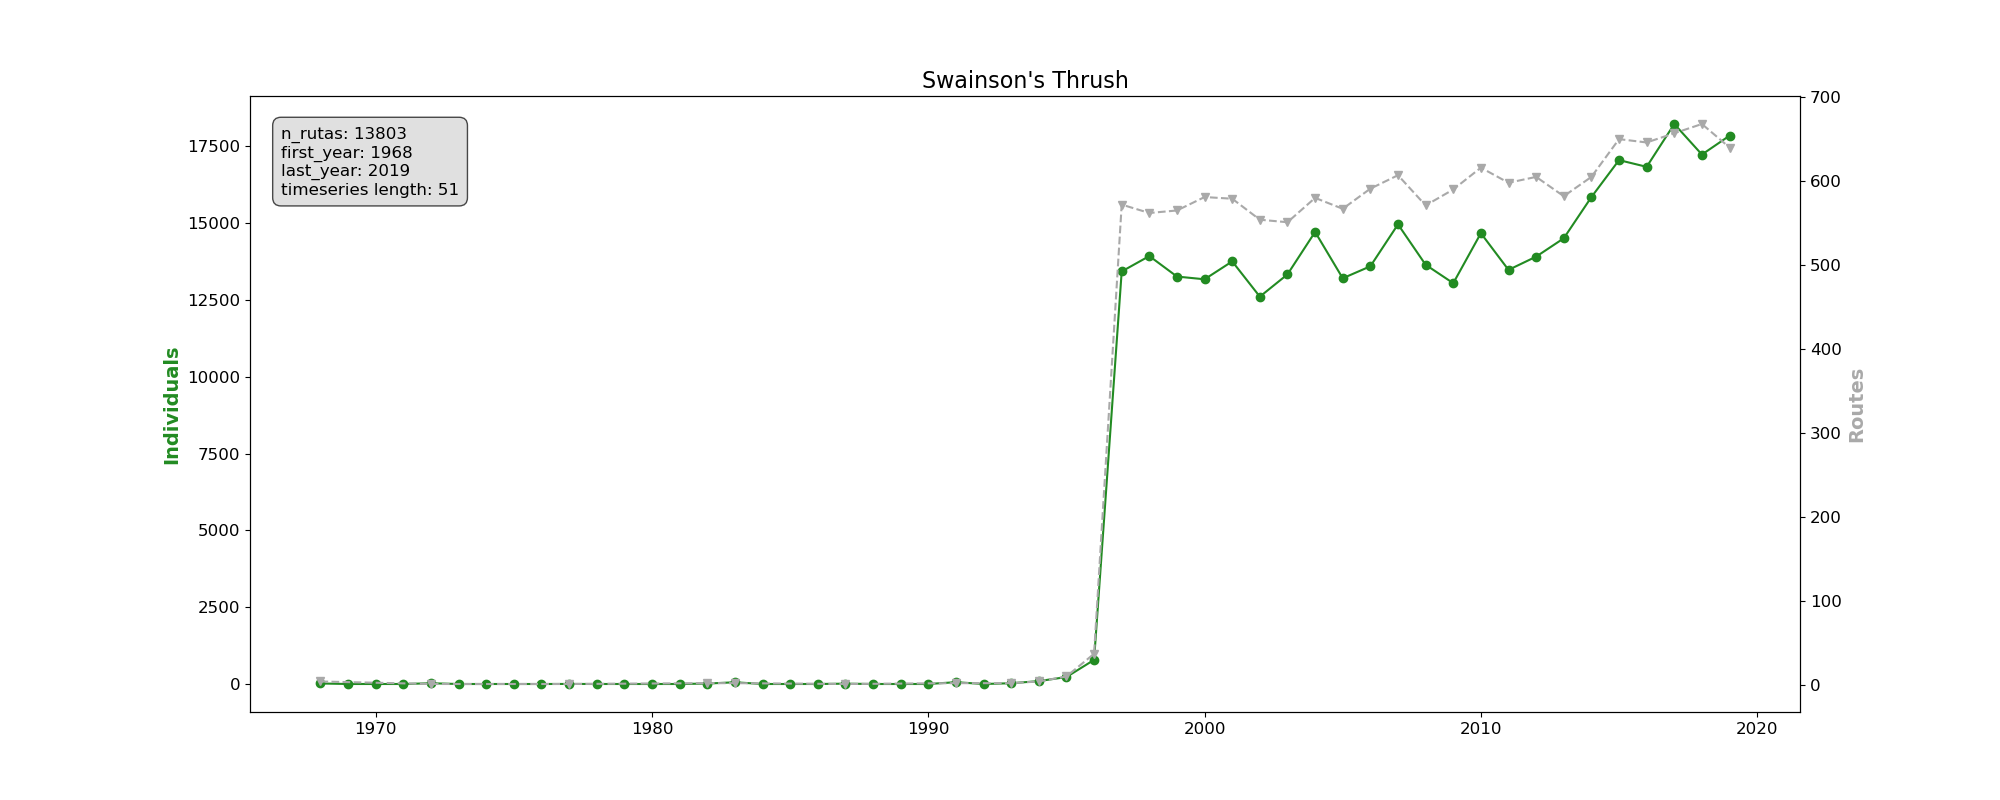 Swainson's Thrush
n_rutas: 13803
first_year: 1968
last_year: 2019
timeseries length: 51
Individuals
17500
15000
12500
10000
7500
5000
2500
0
700
600
500
400
300
200
100
0
Routes
1970 1980 1990 2000 2010 2020